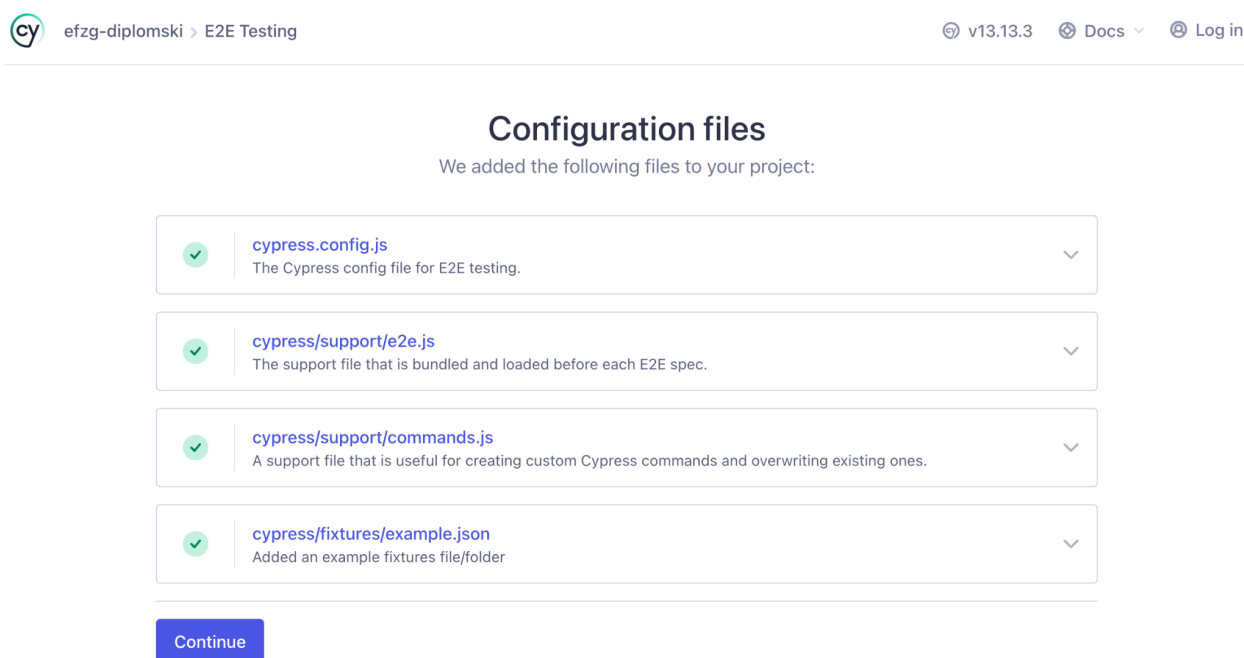 cy efzg-diplomski > E2E Testing cy v13.13.3 Docs Log in
Configuration files
We added the following files to your project:
cypress.config.js
The Cypress config file for E2E testing.
cypress/support/e2e.js
The support file that is bundled and loaded before each E2E spec.
cypress/support/commands.js
A support file that is useful for creating custom Cypress commands and overwriting existing ones.
cypress/fixtures/example.json
Added an example fixtures file/folder
Continue